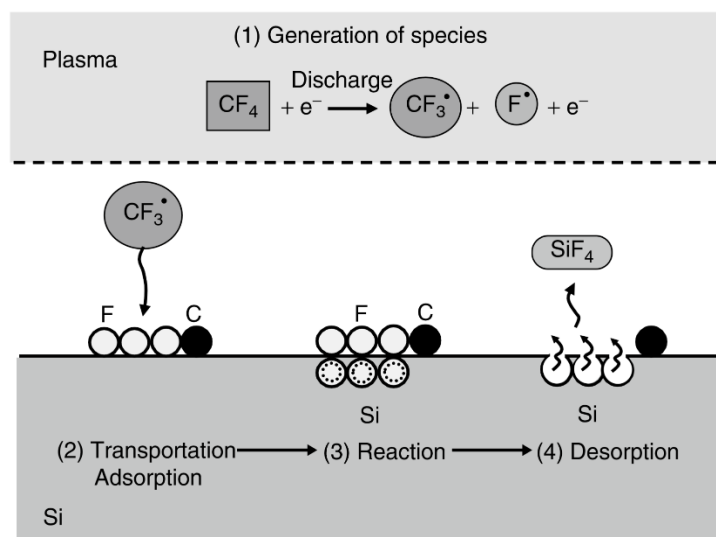 (1) Generation of species
Plasma
Discharge
CF₄ + e⁻ CF₃• + F• + e⁻
CF₃•
SiF₄
F C
F C
Si
Si
(2) Transportation
Adsorption
(3) Reaction
(4) Desorption
Si